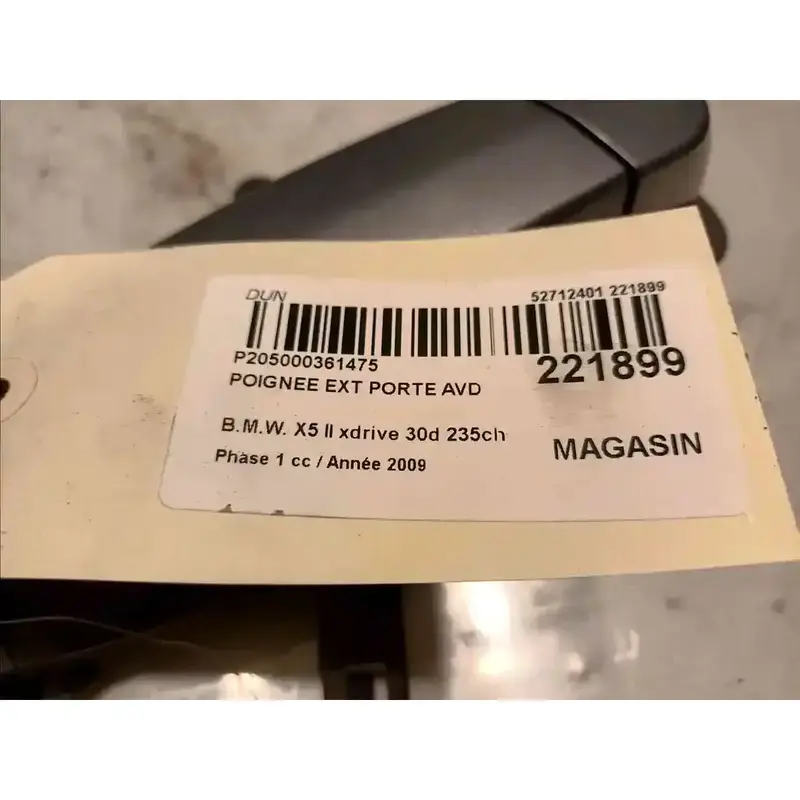 DUN 52712401 221899
P205000361475 221899
POIGNEE EXT PORTE AVD
B.M.W. X5 II xdrive 30d 235ch
MAGASIN
Phase 1 cc / Année 2009